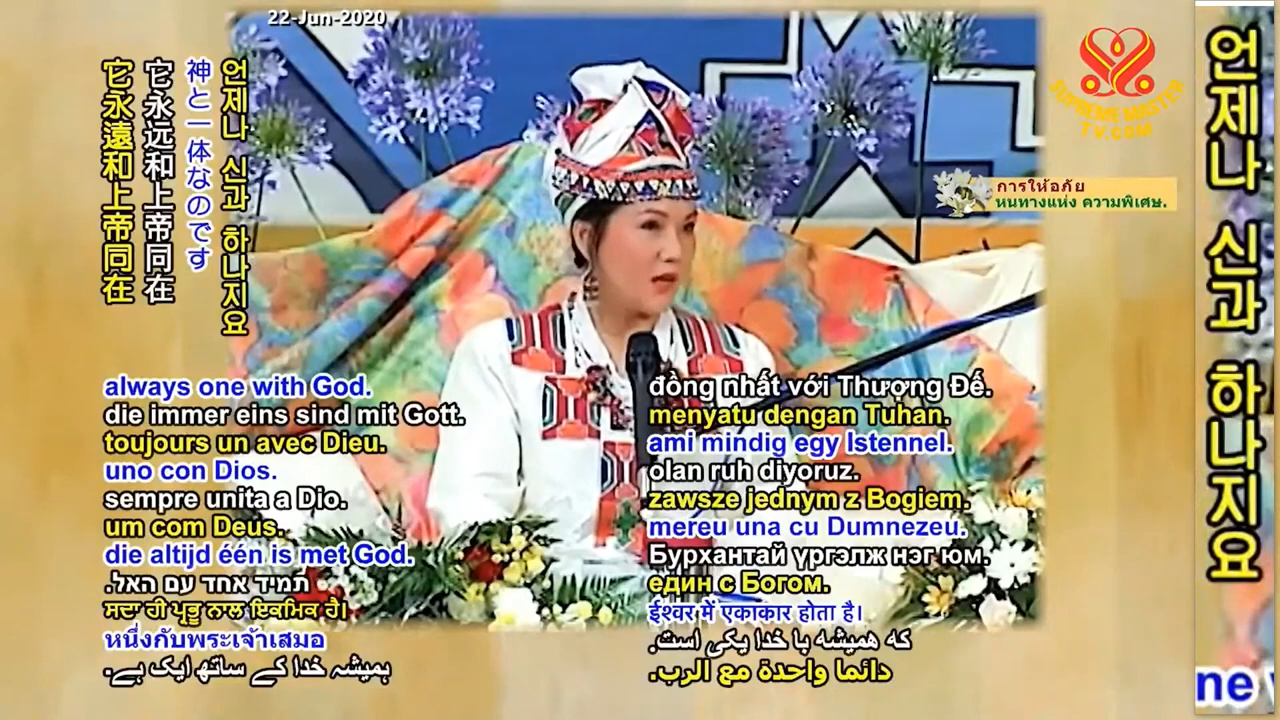 22-Jun-2020
SUPREME MASTER
TV.COM
การให้อภัย
หนทางแห่ง ความพิเศษ.
언제나 신과 하나지요
神と一体なのです
它永远和上帝同在
它永遠和上帝同在
always one with God.
die immer eins sind mit Gott.
toujours un avec Dieu.
uno con Dios.
sempre unita a Dio.
um com Deus.
die altijd één is met God.
תמיד אחד עם האל.
ਸਦਾ ਹੀ ਪ੍ਰਭੂ ਨਾਲ ਇਕਮਿਕ ਹੈ।
หนึ่งกับพระเจ้าเสมอ
ہمیشہ خدا کے ساتھ ایک ہے.
đồng nhất với Thượng Đế.
menyatu dengan Tuhan.
ami mindig egy Istennel.
olan ruh diyoruz.
zawsze jednym z Bogiem.
mereu una cu Dumnezeu.
Бурхантай үргэлж нэг юм.
един с Богом.
ईश्वर में एकाकार होता है।
که همیشه با خدا یکی است.
دائما واحدة مع الرب.
언제나 신과 하나지요
ne